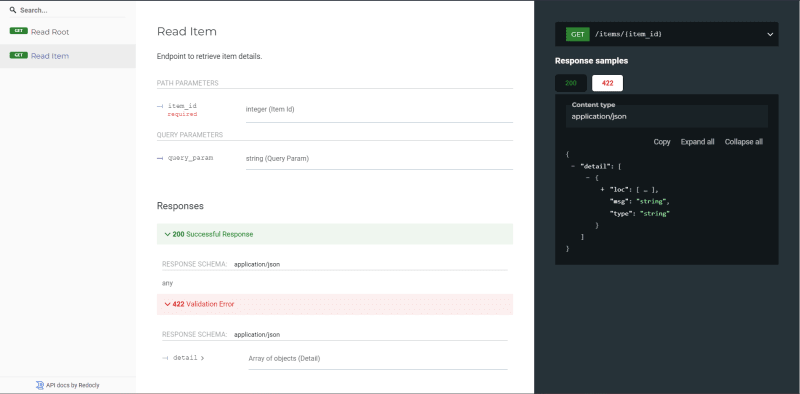 Search...
GET Read Root
GET Read Item
API docs by Redocly
Read Item
Endpoint to retrieve item details.
PATH PARAMETERS
item_id
required
integer (Item Id)
QUERY PARAMETERS
query_param
string (Query Param)
Responses
200 Successful Response
RESPONSE SCHEMA: application/json
any
422 Validation Error
RESPONSE SCHEMA: application/json
detail >
Array of objects (Detail)
GET /items/{item_id}
Response samples
200 422
Content type
application/json
Copy Expand all Collapse all
{
- "detail": [
- {
+ "loc": [ … ],
"msg": "string",
"type": "string"
}
]
}